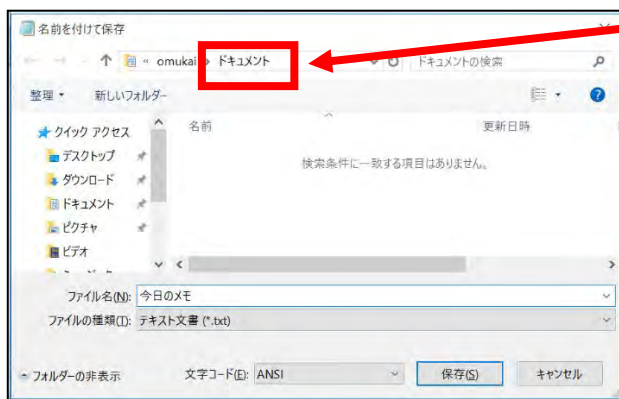 名前を付けて保存
« omukai › ドキュメント
ドキュメントの検索
整理 新しいフォルダー
名前 更新日時
クイック アクセス
検索条件に一致する項目はありません。
デスクトップ
ダウンロード
ドキュメント
ピクチャ
ビデオ
ファイル名(N): 今日のメモ
ファイルの種類(T): テキスト文書 (*.txt)
フォルダーの非表示 文字コード(E): ANSI 保存(S) キャンセル